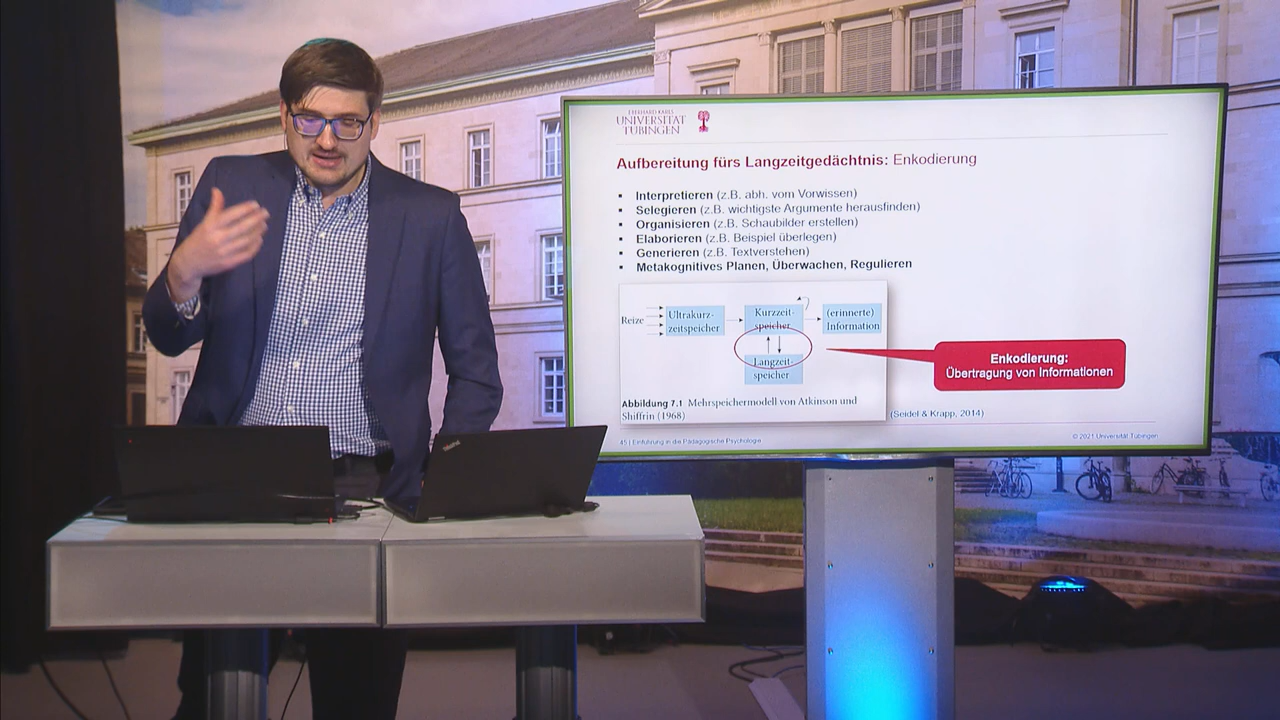 EBERHARD KARLS
UNIVERSITÄT
TÜBINGEN
Aufbereitung fürs Langzeitgedächtnis: Enkodierung
▪ Interpretieren (z.B. abh. vom Vorwissen)
▪ Selegieren (z.B. wichtigste Argumente herausfinden)
▪ Organisieren (z.B. Schaubilder erstellen)
▪ Elaborieren (z.B. Beispiel überlegen)
▪ Generieren (z.B. Textverstehen)
▪ Metakognitives Planen, Überwachen, Regulieren
Reize
Ultrakurz-
zeitspeicher
Kurzzeit-
speicher
(erinnerte)
Information
Langzeit-
speicher
Enkodierung:
Übertragung von Informationen
Abbildung 7.1 Mehrspeichermodell von Atkinson und
Shiffrin (1968)
(Seidel & Krapp, 2014)
45 | Einführung in die Pädagogische Psychologie
© 2021 Universität Tübingen
ThinkPad